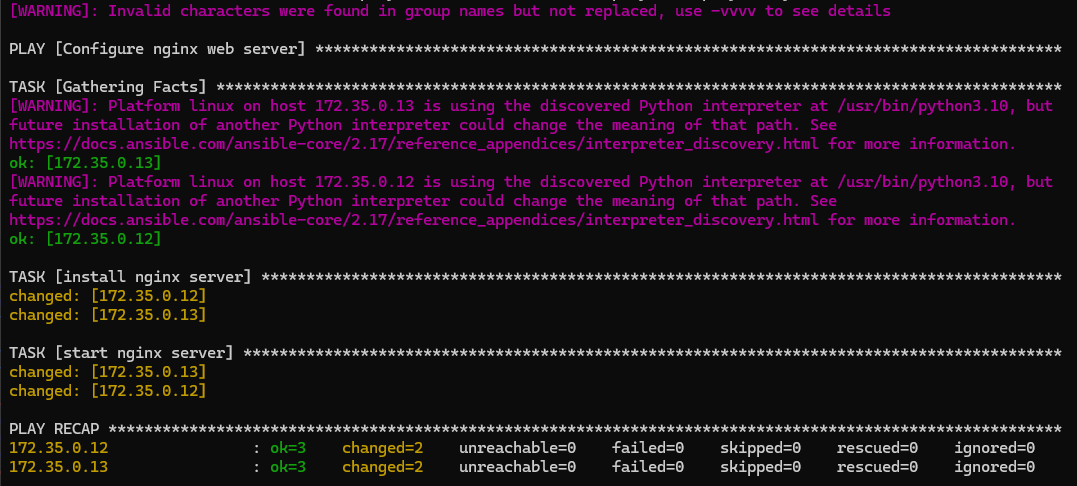 [WARNING]: Invalid characters were found in group names but not replaced, use -vvvv to see details
PLAY [Configure nginx web server] ***********************************************************************************
TASK [Gathering Facts] **********************************************************************************************
[WARNING]: Platform linux on host 172.35.0.13 is using the discovered Python interpreter at /usr/bin/python3.10, but
future installation of another Python interpreter could change the meaning of that path. See
https://docs.ansible.com/ansible-core/2.17/reference_appendices/interpreter_discovery.html for more information.
ok: [172.35.0.13]
[WARNING]: Platform linux on host 172.35.0.12 is using the discovered Python interpreter at /usr/bin/python3.10, but
future installation of another Python interpreter could change the meaning of that path. See
https://docs.ansible.com/ansible-core/2.17/reference_appendices/interpreter_discovery.html for more information.
ok: [172.35.0.12]
TASK [install nginx server] *****************************************************************************************
changed: [172.35.0.12]
changed: [172.35.0.13]
TASK [start nginx server] *******************************************************************************************
changed: [172.35.0.13]
changed: [172.35.0.12]
PLAY RECAP **********************************************************************************************************
172.35.0.12                : ok=3    changed=2    unreachable=0    failed=0    skipped=0    rescued=0    ignored=0
172.35.0.13                : ok=3    changed=2    unreachable=0    failed=0    skipped=0    rescued=0    ignored=0